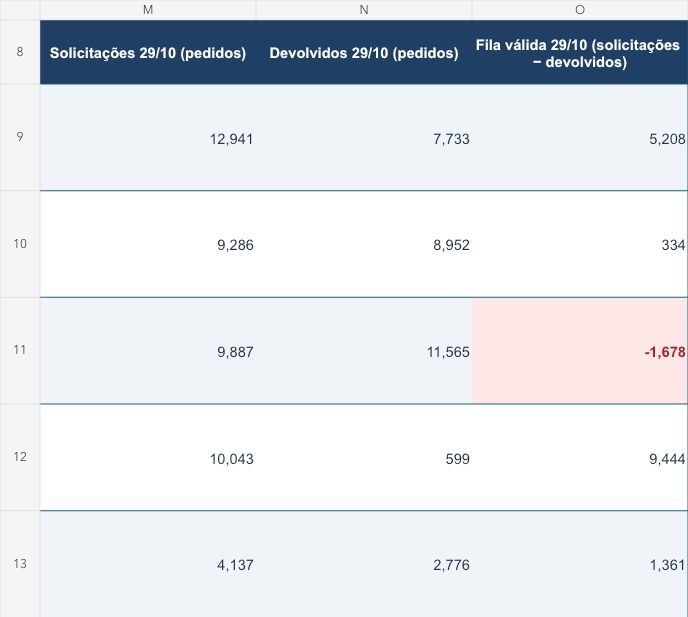 M N O
8 Solicitações 29/10 (pedidos) Devolvidos 29/10 (pedidos) Fila válida 29/10 (solicitações
− devolvidos)
9 12,941 7,733 5,208
10 9,286 8,952 334
11 9,887 11,565 -1,678
12 10,043 599 9,444
13 4,137 2,776 1,361